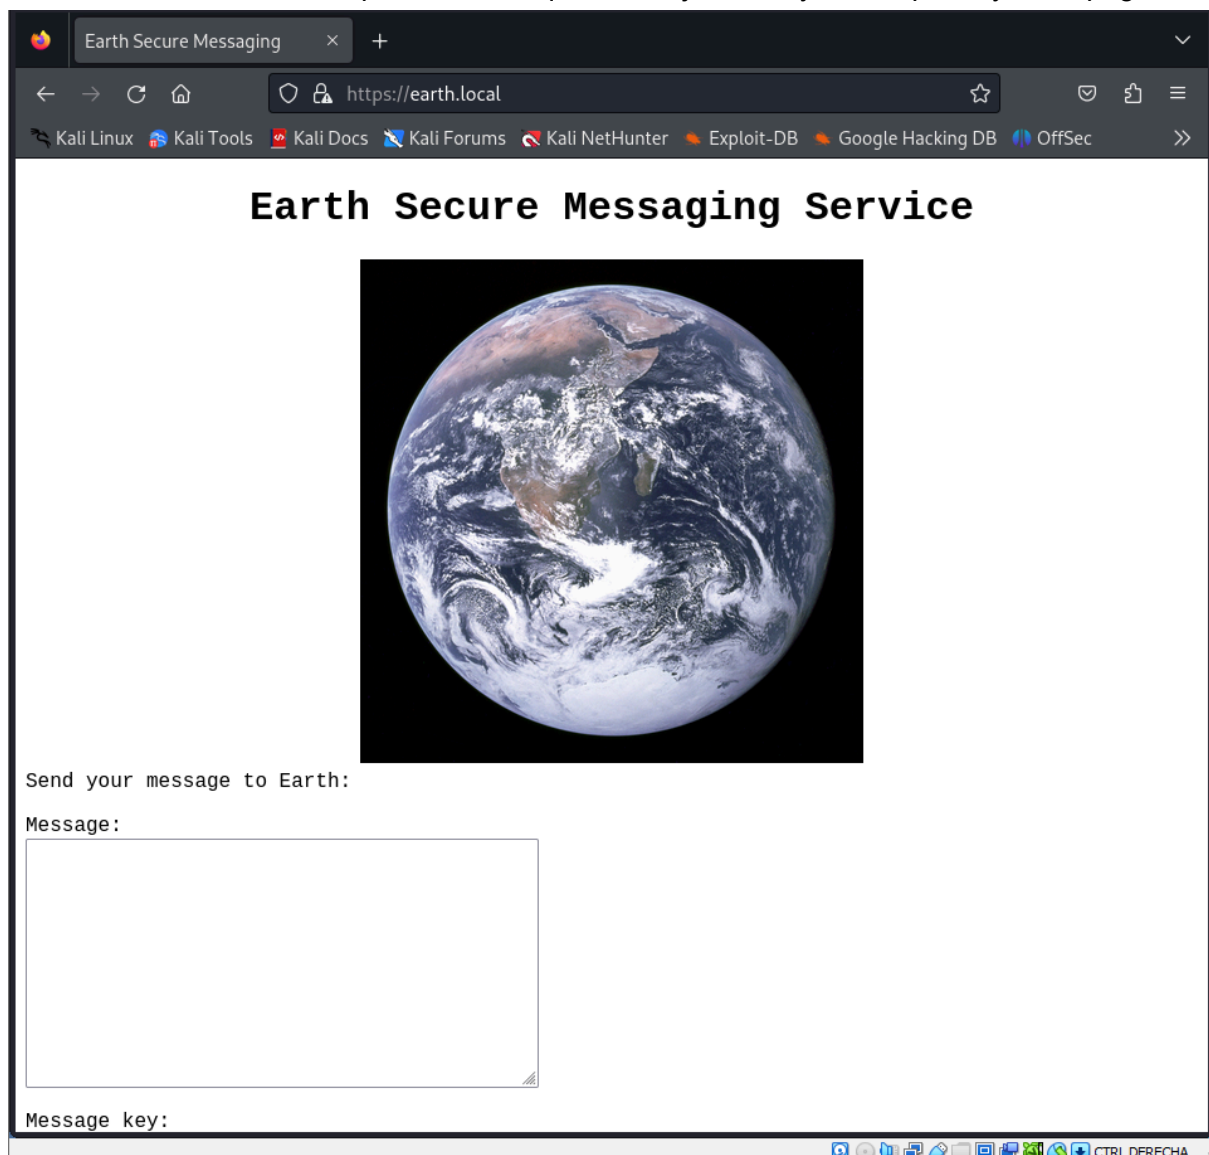 Earth Secure Messaging
https://earth.local
Kali Linux Kali Tools Kali Docs Kali Forums Kali NetHunter Exploit-DB Google Hacking DB OffSec
Earth Secure Messaging Service
Send your message to Earth:
Message:
Message key:
CTRL DERECHA